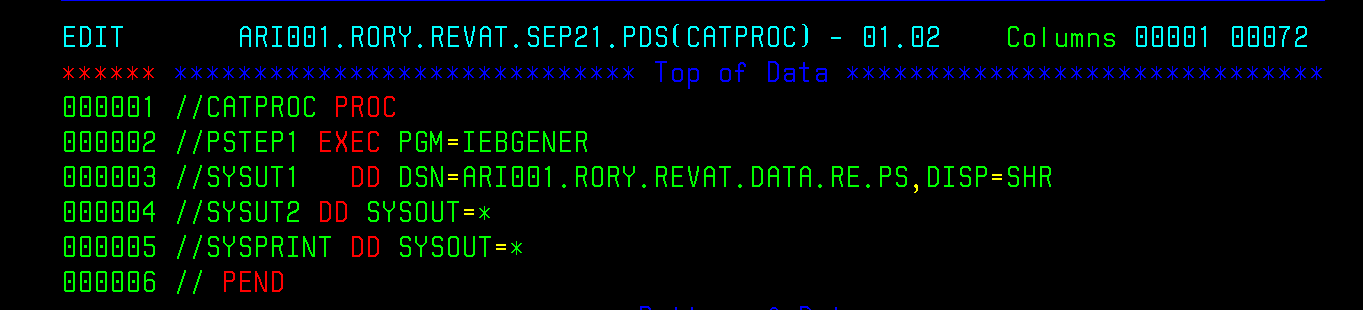 EDIT ARI001.RORY.REVAT.SEP21.PDS(CATPROC) - 01.02 Columns 00001 00072
****** ***************************** Top of Data ******************************
000001 //CATPROC PROC
000002 //PSTEP1 EXEC PGM=IEBGENER
000003 //SYSUT1   DD DSN=ARI001.RORY.REVAT.DATA.RE.PS,DISP=SHR
000004 //SYSUT2 DD SYSOUT=*
000005 //SYSPRINT DD SYSOUT=*
000006 // PEND